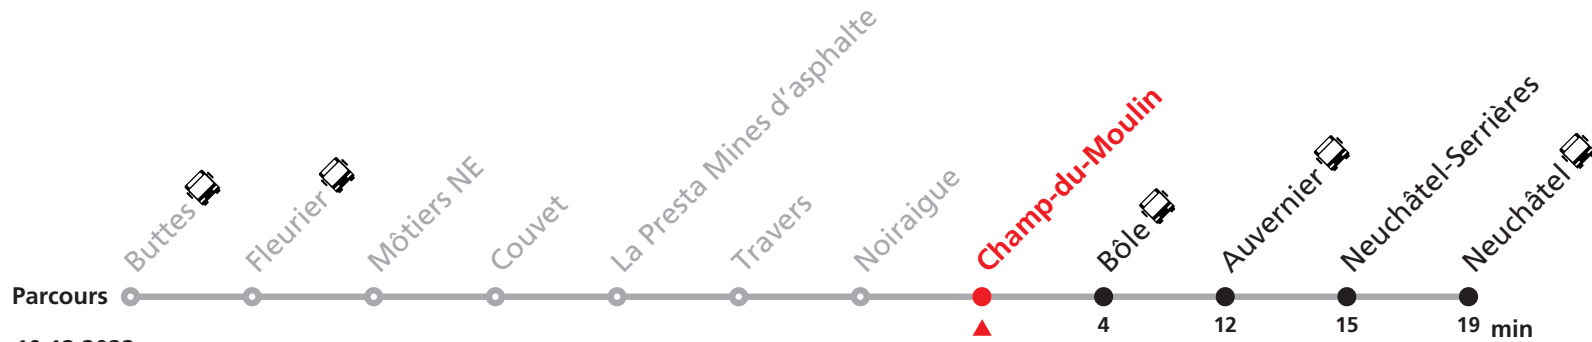 Buttes
Fleurier
Môtiers NE
Couvet
La Presta Mines d'asphalte
Travers
Noiraigue
Champ-du-Moulin
Bôle
Auvernier
Neuchâtel-Serrières
Neuchâtel
Parcours
4 12 15 19 min